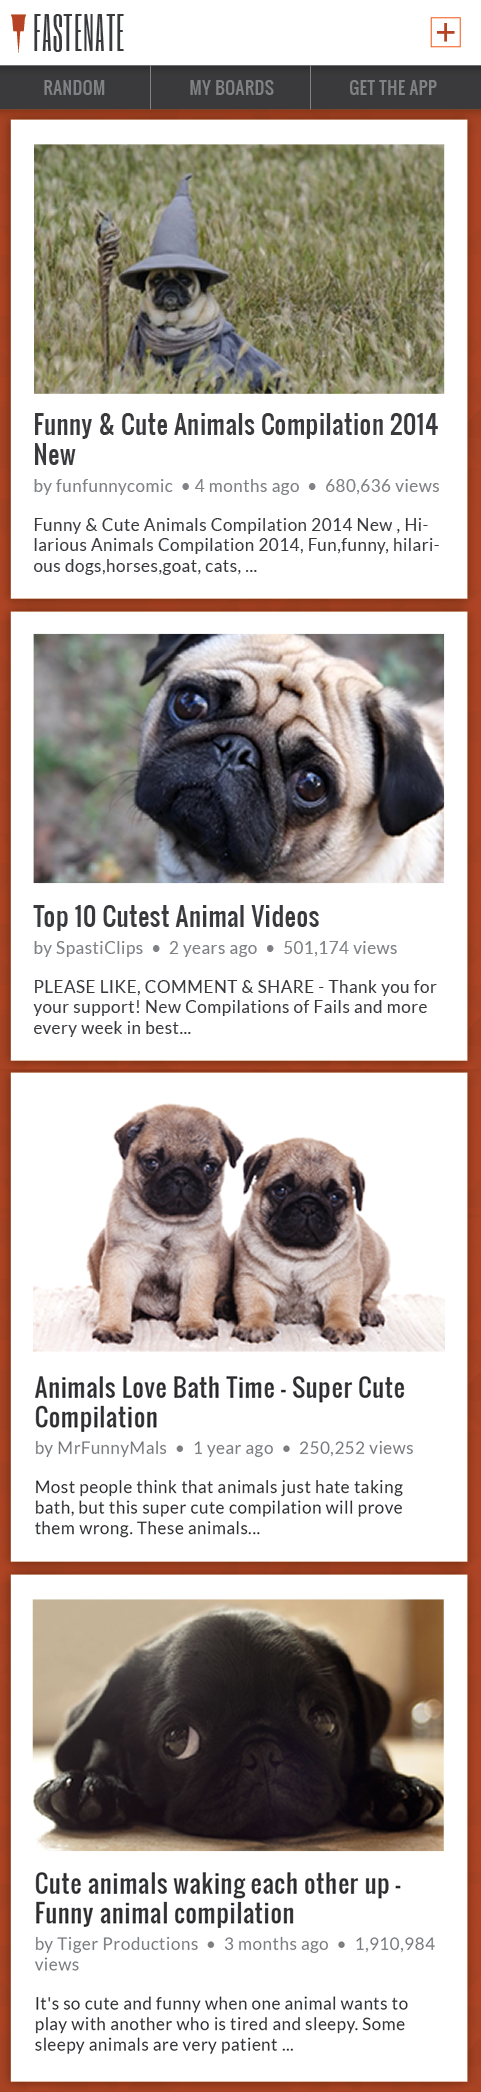 FASTENATE
RANDOM MY BOARDS GET THE APP
Funny & Cute Animals Compilation 2014
New
by funfunnycomic • 4 months ago • 680,636 views
Funny & Cute Animals Compilation 2014 New , Hi-
larious Animals Compilation 2014, Fun,funny, hilari-
ous dogs,horses,goat, cats, ...
Top 10 Cutest Animal Videos
by SpastiClips • 2 years ago • 501,174 views
PLEASE LIKE, COMMENT & SHARE - Thank you for
your support! New Compilations of Fails and more
every week in best...
Animals Love Bath Time - Super Cute
Compilation
by MrFunnyMals • 1 year ago • 250,252 views
Most people think that animals just hate taking
bath, but this super cute compilation will prove
them wrong. These animals...
Cute animals waking each other up -
Funny animal compilation
by Tiger Productions • 3 months ago • 1,910,984
views
It's so cute and funny when one animal wants to
play with another who is tired and sleepy. Some
sleepy animals are very patient ...